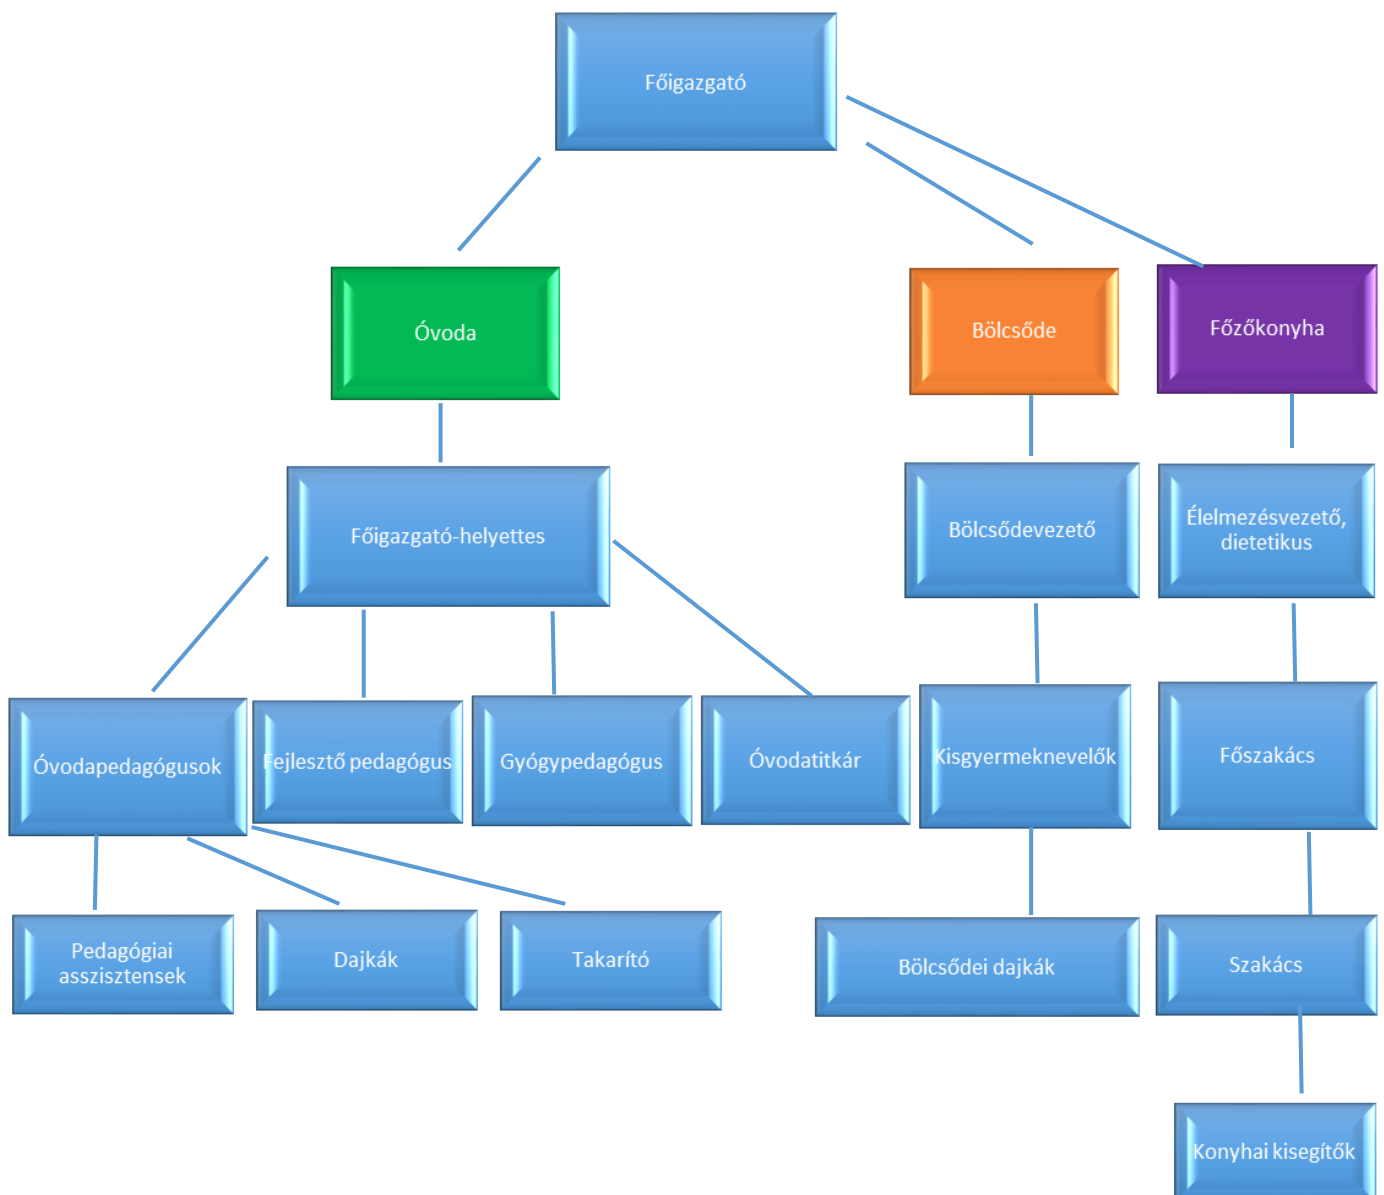 Főigazgató
Óvoda
Bölcsőde
Főzőkonyha
Főigazgató-helyettes
Bölcsődevezető
Élelmezésvezető,
dietetikus
Óvodapedagógusok
Fejlesztő pedagógus
Gyógypedagógus
Óvodatitkár
Kisgyermeknevelők
Főszakács
Pedagógiai
asszisztensek
Dajkák
Takarító
Bölcsődei dajkák
Szakács
Konyhai kisegítők